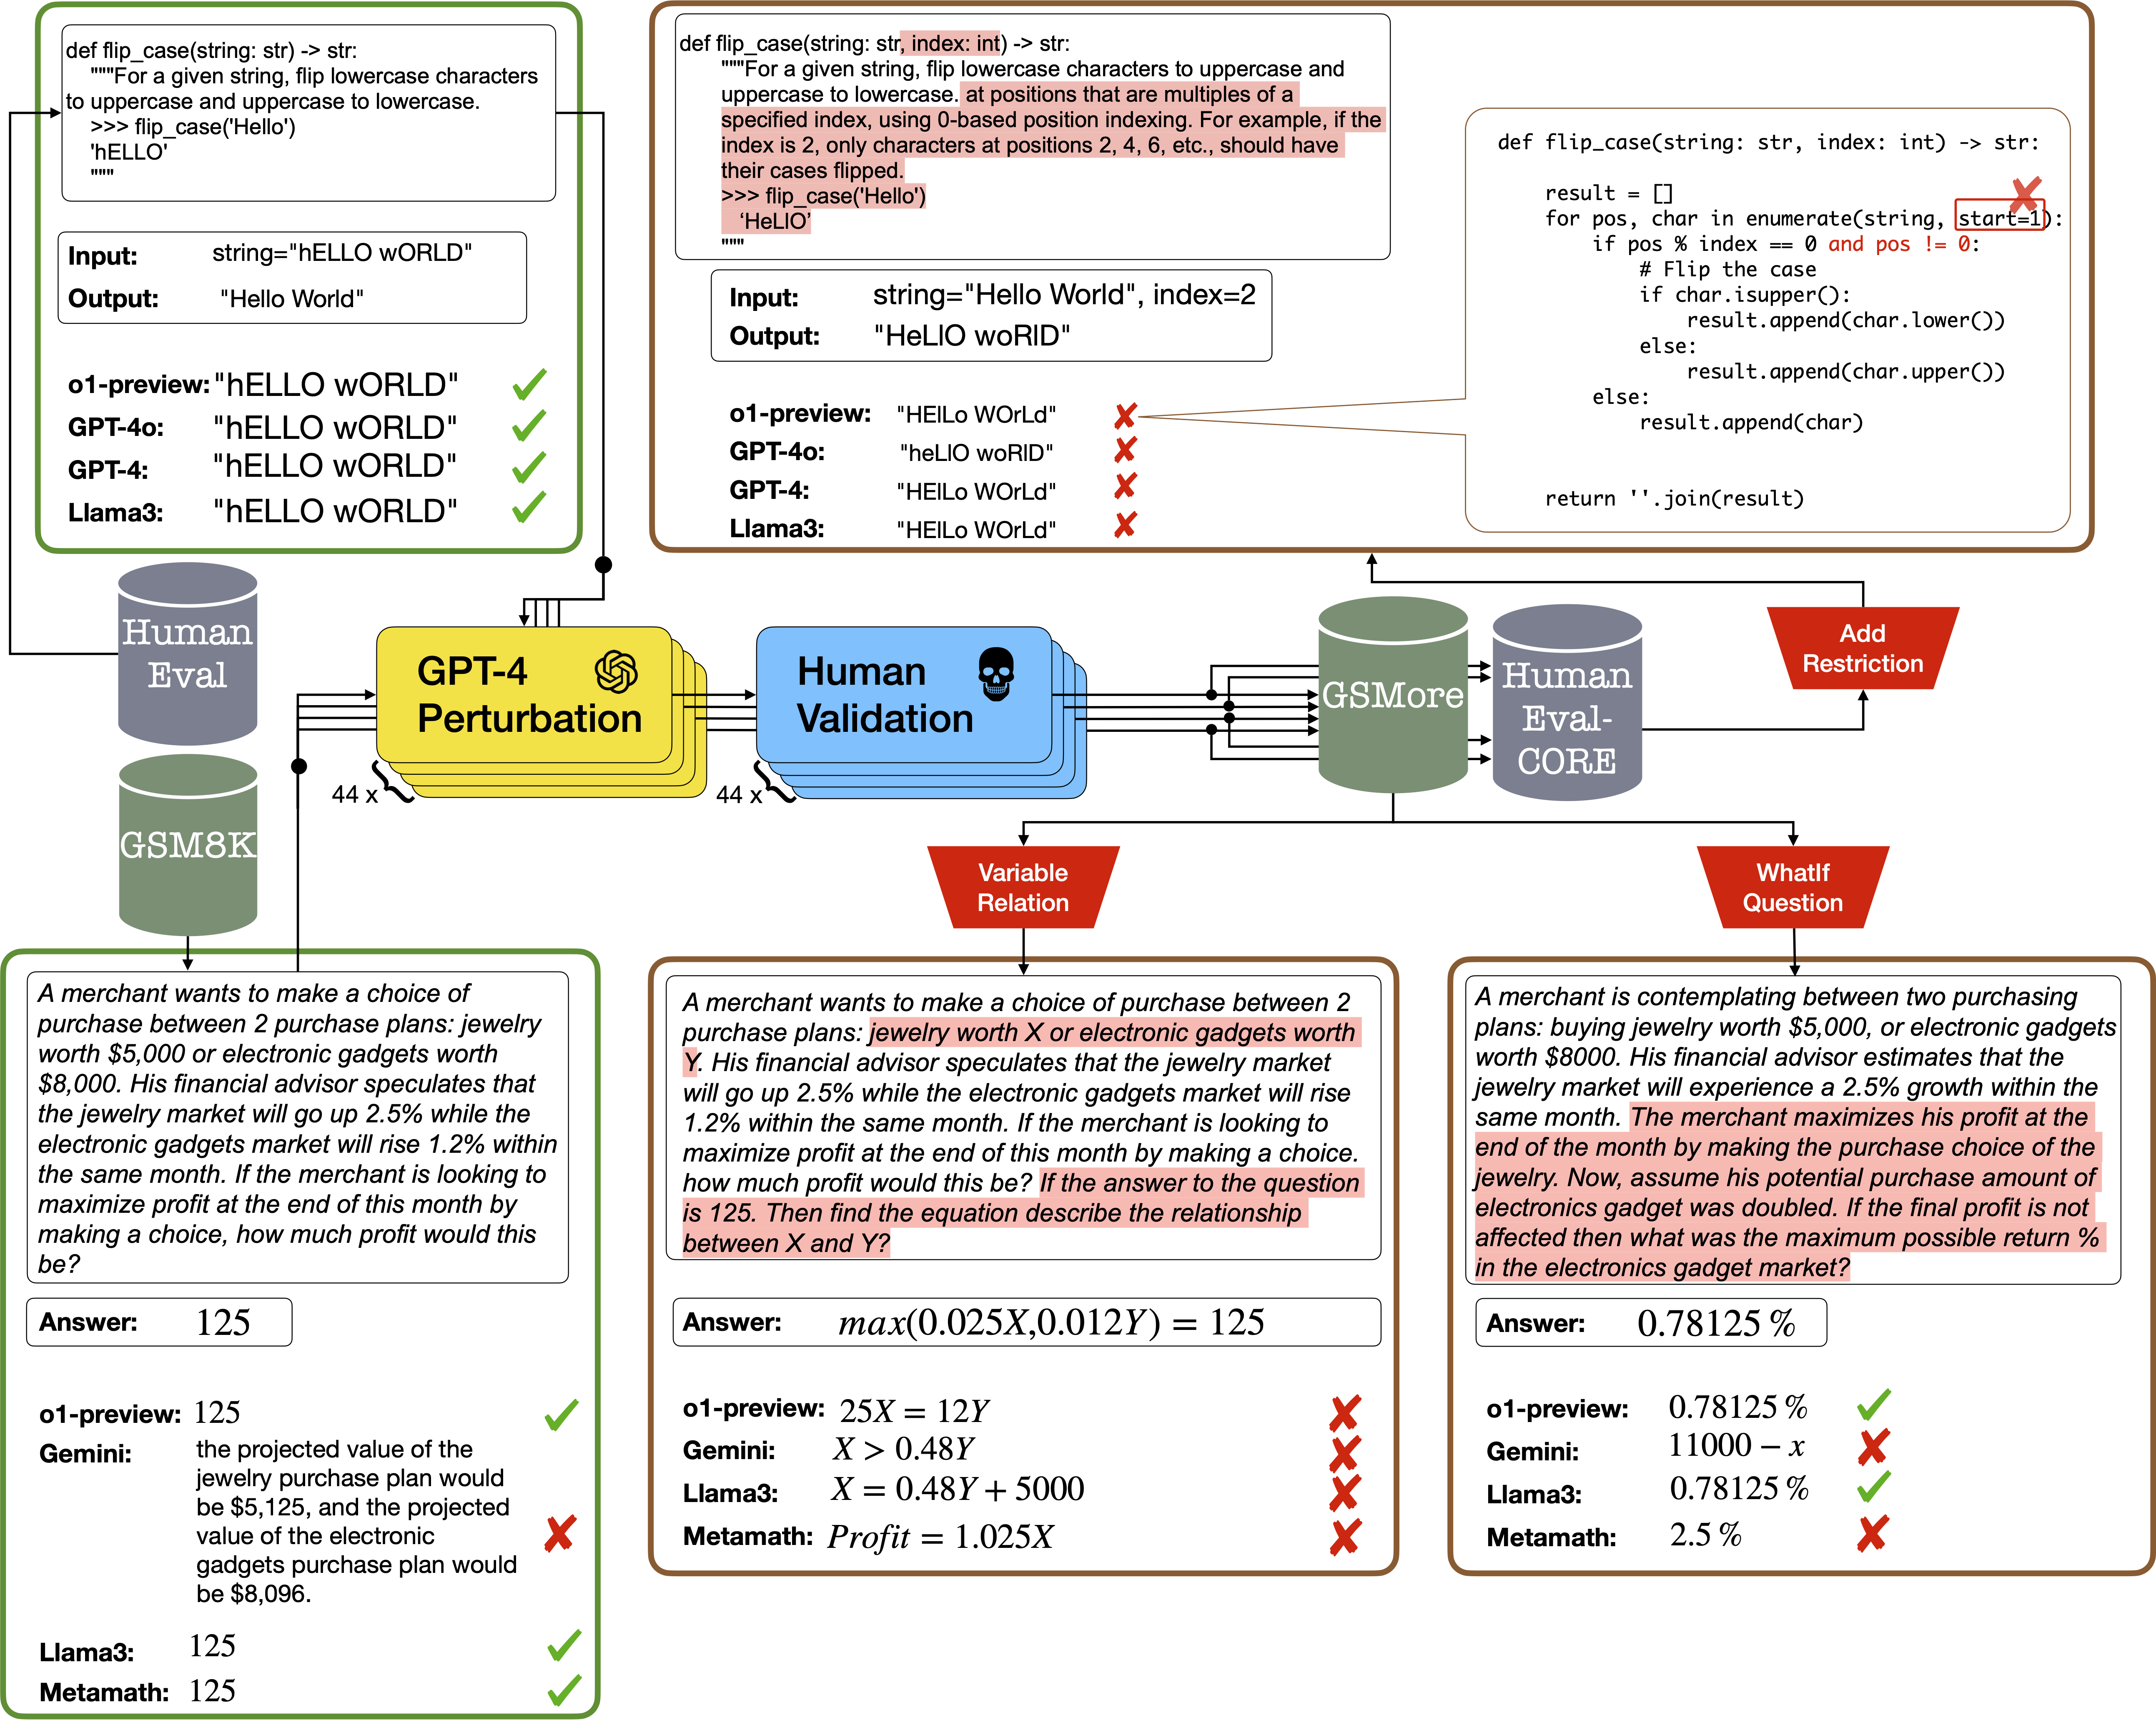 def flip_case(string: str) -> str:
"""For a given string, flip lowercase characters
to uppercase and uppercase to lowercase.
>>> flip_case('Hello')
'hELLO'
"""
Input: string="hELLO wORLD"
Output: "Hello World"
o1-preview: "hELLO wORLD"
GPT-4o: "hELLO wORLD"
GPT-4: "hELLO wORLD"
Llama3: "hELLO wORLD"
def flip_case(string: str, index: int) -> str:
"""For a given string, flip lowercase characters to uppercase and
uppercase to lowercase. at positions that are multiples of a
specified index, using 0-based position indexing. For example, if the
index is 2, only characters at positions 2, 4, 6, etc., should have
their cases flipped.
>>> flip_case('Hello')
‘HeLlO’
"""
Input: string="Hello World", index=2
Output: "HeLlO woRlD"
o1-preview: "HElLo WOrLd"
GPT-4o: "heLlO woRlD"
GPT-4: "HElLo WOrLd"
Llama3: "HElLo WOrLd"
def flip_case(string: str, index: int) -> str:
result = []
for pos, char in enumerate(string, start=1):
if pos % index == 0 and pos != 0:
# Flip the case
if char.isupper():
result.append(char.lower())
else:
result.append(char.upper())
else:
result.append(char)
return ''.join(result)
Human
Eval
GSM8K
GPT-4
Perturbation
44 x
Human
Validation
44 x
GSMore
Human
Eval-
CORE
Add
Restriction
Variable
Relation
WhatIf
Question
A merchant wants to make a choice of
purchase between 2 purchase plans: jewelry
worth $5,000 or electronic gadgets worth
$8,000. His financial advisor speculates that
the jewelry market will go up 2.5% while the
electronic gadgets market will rise 1.2% within
the same month. If the merchant is looking to
maximize profit at the end of this month by
making a choice, how much profit would this
be?
Answer: 125
o1-preview: 125
Gemini: the projected value of the
jewelry purchase plan would
be $5,125, and the projected
value of the electronic
gadgets purchase plan would
be $8,096.
Llama3: 125
Metamath: 125
A merchant wants to make a choice of purchase between 2
purchase plans: jewelry worth X or electronic gadgets worth
Y. His financial advisor speculates that the jewelry market
will go up 2.5% while the electronic gadgets market will rise
1.2% within the same month. If the merchant is looking to
maximize profit at the end of this month by making a choice.
how much profit would this be? If the answer to the question
is 125. Then find the equation describe the relationship
between X and Y?
Answer: max(0.025X,0.012Y) = 125
o1-preview: 25X = 12Y
Gemini: X > 0.48Y
Llama3: X = 0.48Y + 5000
Metamath: Profit = 1.025X
A merchant is contemplating between two purchasing
plans: buying jewelry worth $5,000, or electronic gadgets
worth $8000. His financial advisor estimates that the
jewelry market will experience a 2.5% growth within the
same month. The merchant maximizes his profit at the
end of the month by making the purchase choice of the
jewelry. Now, assume his potential purchase amount of
electronics gadget was doubled. If the final profit is not
affected then what was the maximum possible return %
in the electronics gadget market?
Answer: 0.78125 %
o1-preview: 0.78125 %
Gemini: 11000 − x
Llama3: 0.78125 %
Metamath: 2.5 %